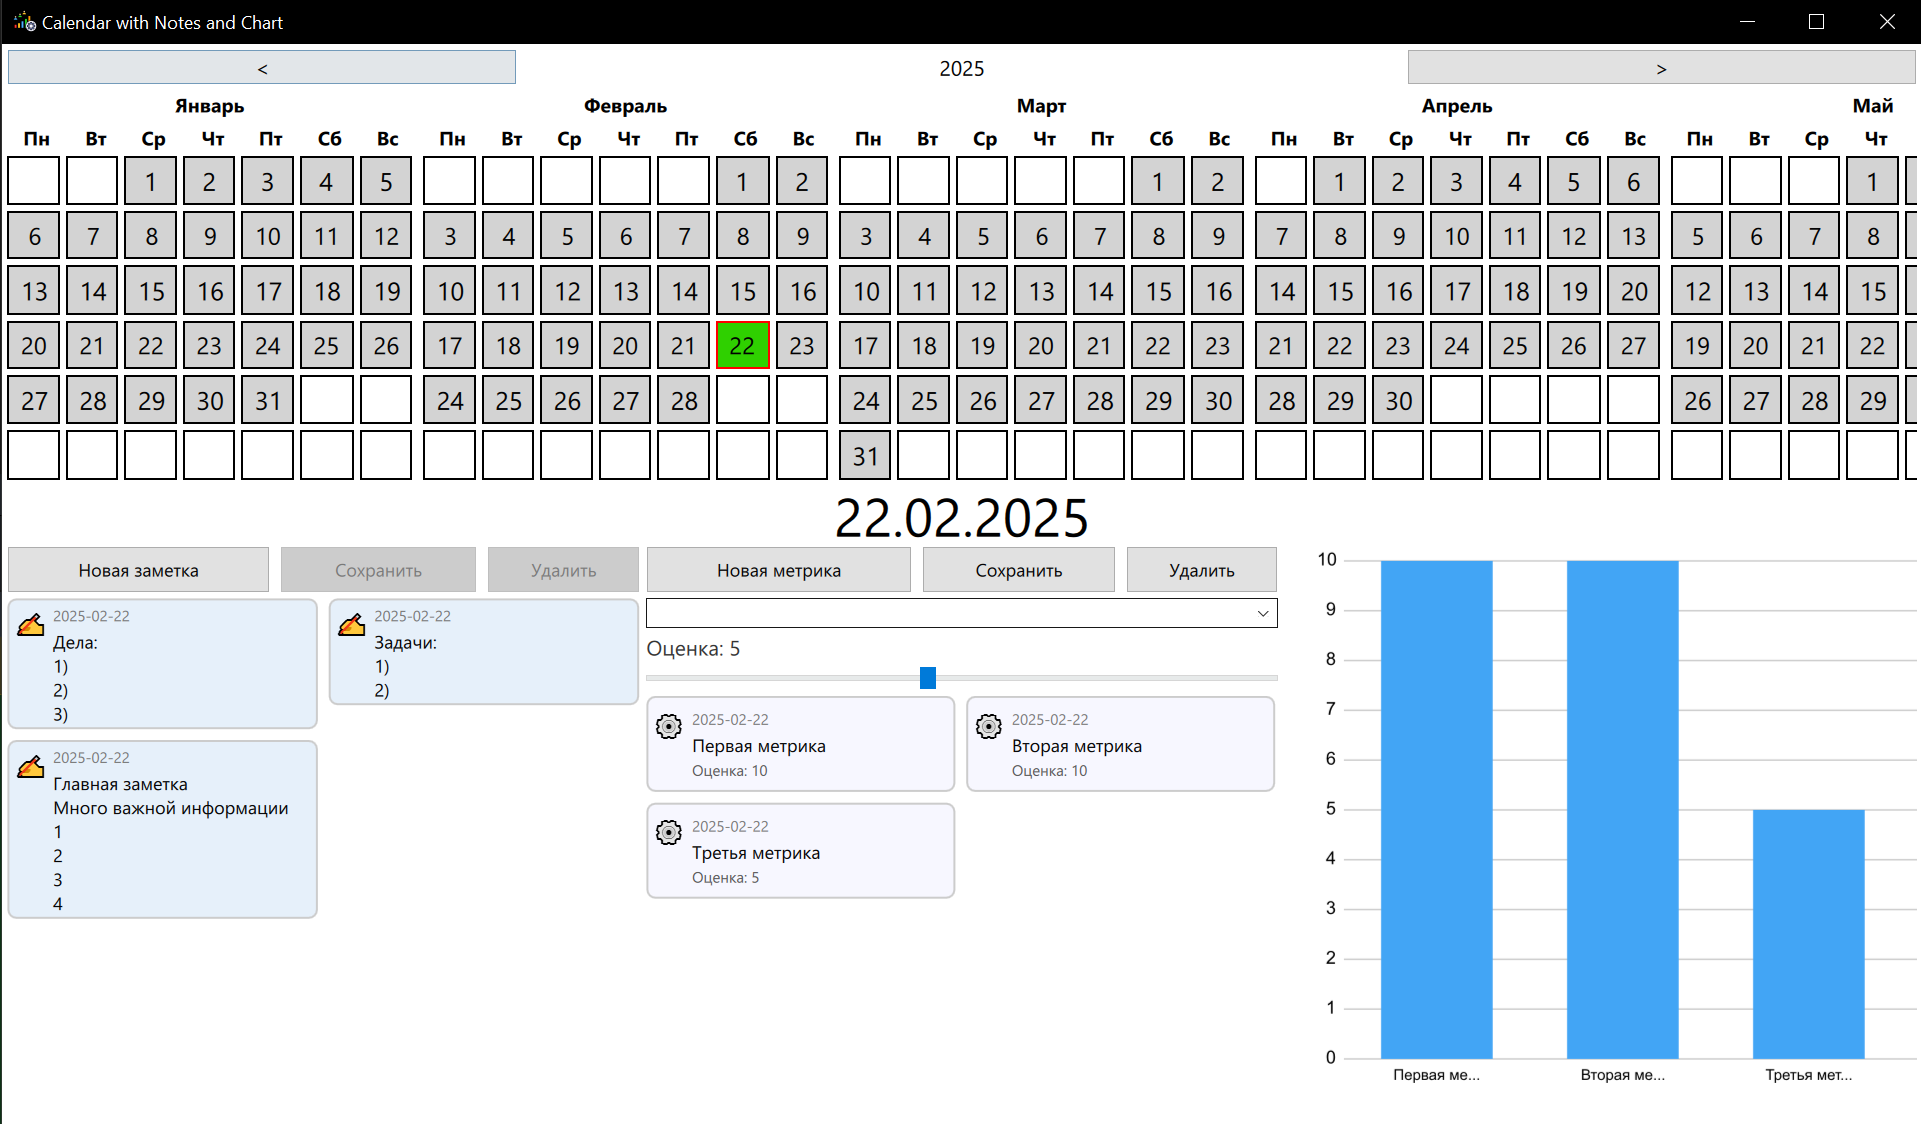 Calendar with Notes and Chart
< 2025 >
Январь Февраль Март Апрель Май
Пн Вт Ср Чт Пт Сб Вс Пн Вт Ср Чт Пт Сб Вс Пн Вт Ср Чт Пт Сб Вс Пн Вт Ср Чт Пт Сб Вс Пн Вт Ср Чт
1 2 3 4 5 1 2 1 2 1 2 3 4 5 6 1
6 7 8 9 10 11 12 3 4 5 6 7 8 9 3 4 5 6 7 8 9 7 8 9 10 11 12 13 5 6 7 8
13 14 15 16 17 18 19 10 11 12 13 14 15 16 10 11 12 13 14 15 16 14 15 16 17 18 19 20 12 13 14 15
20 21 22 23 24 25 26 17 18 19 20 21 22 23 17 18 19 20 21 22 23 21 22 23 24 25 26 27 19 20 21 22
27 28 29 30 31 24 25 26 27 28 24 25 26 27 28 29 30 28 29 30 26 27 28 29
31
22.02.2025
Новая заметка Сохранить Удалить
2025-02-22
Дела:
1)
2)
3)
2025-02-22
Задачи:
1)
2)
2025-02-22
Главная заметка
Много важной информации
1
2
3
4
Новая метрика Сохранить Удалить
Оценка: 5
2025-02-22
Первая метрика
Оценка: 10
2025-02-22
Вторая метрика
Оценка: 10
2025-02-22
Третья метрика
Оценка: 5
10
9
8
7
6
5
4
3
2
1
0
Первая ме... Вторая ме... Третья мет...